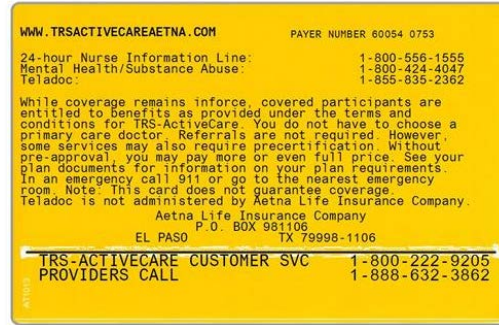 WWW.TRSACTIVECAREAETNA.COM PAYER NUMBER 60054 0753
24-hour Nurse Information Line: 1-800-556-1555
Mental Health/Substance Abuse: 1-800-424-4047
Teladoc: 1-855-835-2362
While coverage remains inforce, covered participants are
entitled to benefits as provided under the terms and
conditions for TRS-ActiveCare. You do not have to choose a
primary care doctor. Referrals are not required. However,
some services may also require precertification. Without
pre-approval, you may pay more or even full price. See your
plan documents for information on your plan requirements.
In an emergency call 911 or go to the nearest emergency
room. Note: This card does not guarantee coverage.
Teladoc is not administered by Aetna Life Insurance Company.
Aetna Life Insurance Company
P.O. BOX 981106
EL PASO TX 79998-1106
TRS-ACTIVECARE CUSTOMER SVC 1-800-222-9205
PROVIDERS CALL 1-888-632-3862